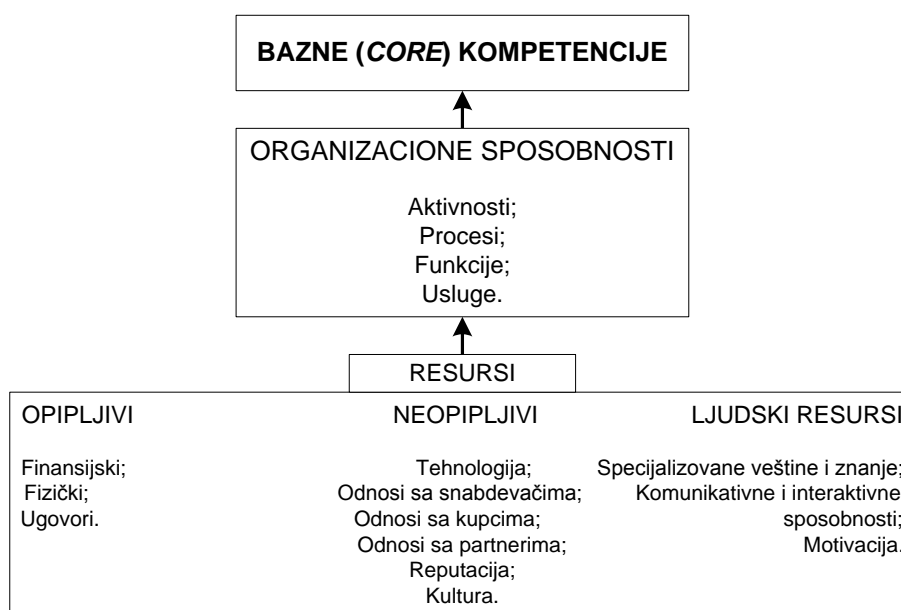 BAZNE (CORE) KOMPETENCIJE
ORGANIZACIONE SPOSOBNOSTI
Aktivnosti;
Procesi;
Funkcije;
Usluge.
RESURSI
OPIPLJIVI
Finansijski;
Fizički;
Ugovori.
NEOPIPLJIVI
Tehnologija;
Odnosi sa snabdevačima;
Odnosi sa kupcima;
Odnosi sa partnerima;
Reputacija;
Kultura.
LJUDSKI RESURSI
Specijalizovane veštine i znanje;
Komunikativne i interaktivne
sposobnosti;
Motivacija.